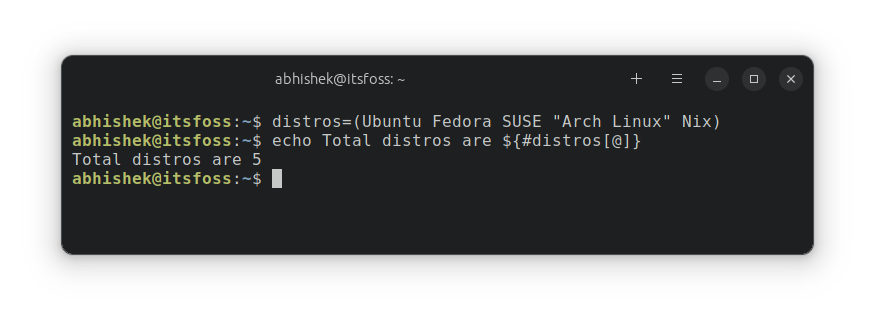 abhishek@itsfoss: ~
abhishek@itsfoss:~$ distros=(Ubuntu Fedora SUSE "Arch Linux" Nix)
abhishek@itsfoss:~$ echo Total distros are ${#distros[@]}
Total distros are 5
abhishek@itsfoss:~$